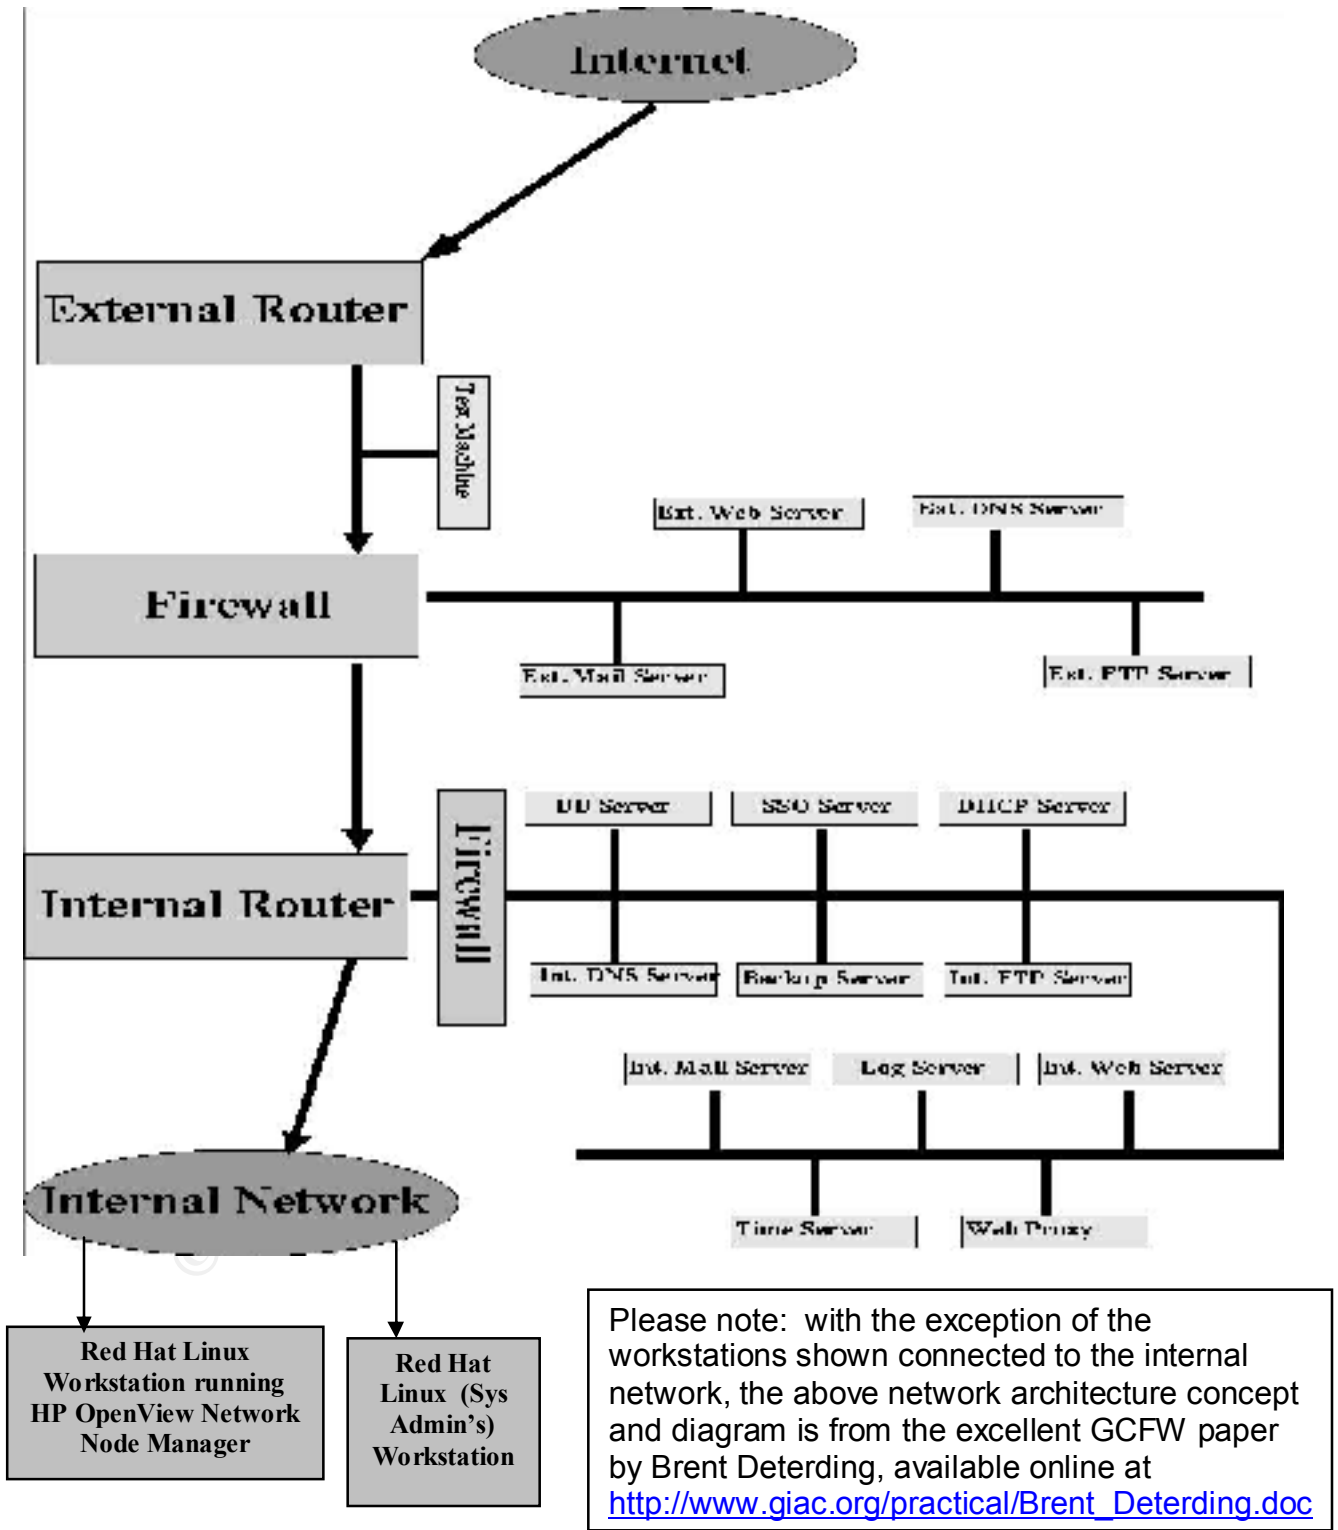 Internet
External Router
Test Machine
Ext. Web Server
Ext. DNS Server
Firewall
Ext. Mail Server
Ext. FTP Server
Firewall
DD Server
SSO Server
DHCP Server
Internal Router
Int. DNS Server
Backup Server
Int. FTP Server
Int. Mail Server
Log Server
Int. Web Server
Internal Network
Time Server
Web Proxy
©
Red Hat Linux
Workstation running
HP OpenView Network
Node Manager
Red Hat
Linux (Sys
Admin’s)
Workstation
Please note: with the exception of the
workstations shown connected to the internal
network, the above network architecture concept
and diagram is from the excellent GCFW paper
by Brent Deterding, available online at
http://www.giac.org/practical/Brent_Deterding.doc